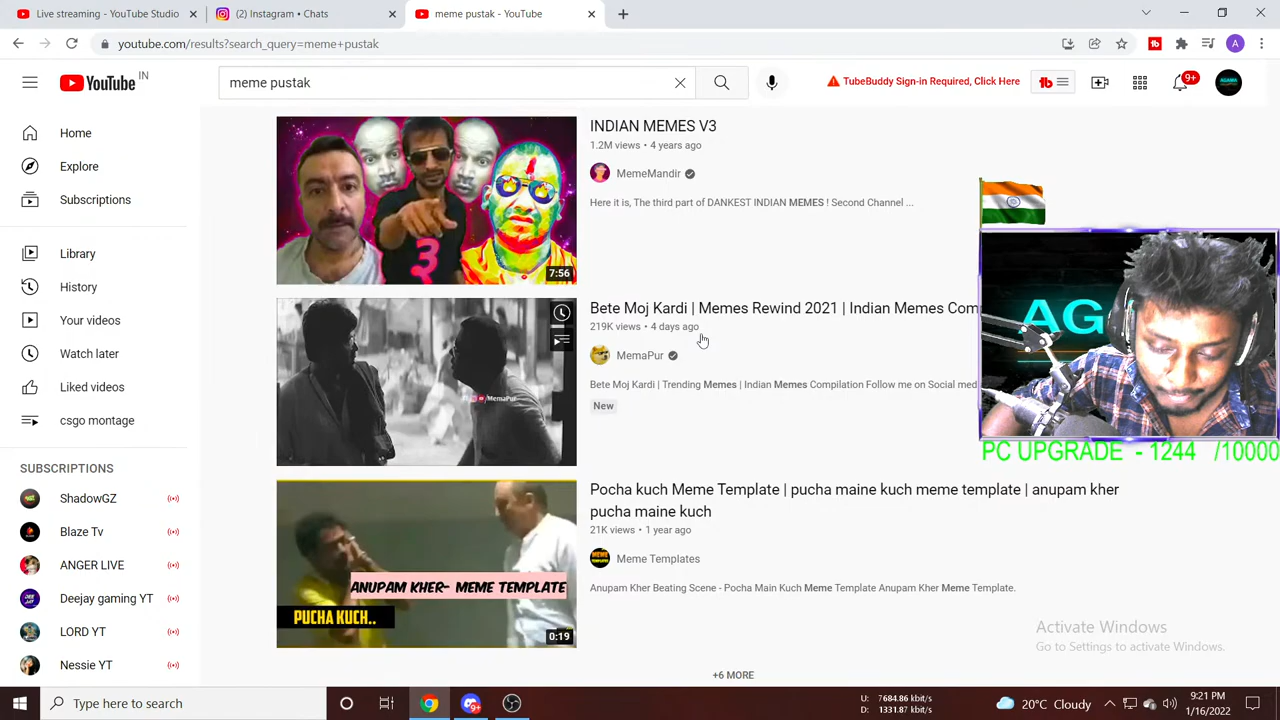 Live streaming - YouTube Studio
Instagram • Chats
meme pustak - YouTube
youtube.com/results?search_query=meme+pustak
A
YouTube IN
meme pustak
TubeBuddy Sign-in Required, Click Here
9+
Home
Explore
Subscriptions
Library
History
Your videos
Watch later
Liked videos
csgo montage
SUBSCRIPTIONS
ShadowGZ
Blaze Tv
ANGER LIVE
Deejay gaming YT
LORD YT
Nessie YT
7:56
INDIAN MEMES V3
1.2M views • 4 years ago
MemeMandir
Here it is, The third part of DANKEST INDIAN MEMES ! Second Channel ...
/MemaPur
Bete Moj Kardi | Memes Rewind 2021 | Indian Memes Com
219K views • 4 days ago
MemaPur
Bete Moj Kardi | Trending Memes | Indian Memes Compilation Follow me on Social med
New
ANUPAM KHER- MEME TEMPLATE
PUCHA KUCH..
0:19
Pocha kuch Meme Template | pucha maine kuch meme template | anupam kher
pucha maine kuch
21K views • 1 year ago
Meme Templates
Anupam Kher Beating Scene - Pocha Main Kuch Meme Template Anupam Kher Meme Template.
+6 MORE
AG
PC UPGRADE - 1244 /10000
Activate Windows
Go to Settings to activate Windows.
Type here to search
U: 7684.86 kbit/s
D: 1331.87 kbit/s
20°C Cloudy
9:21 PM
1/16/2022